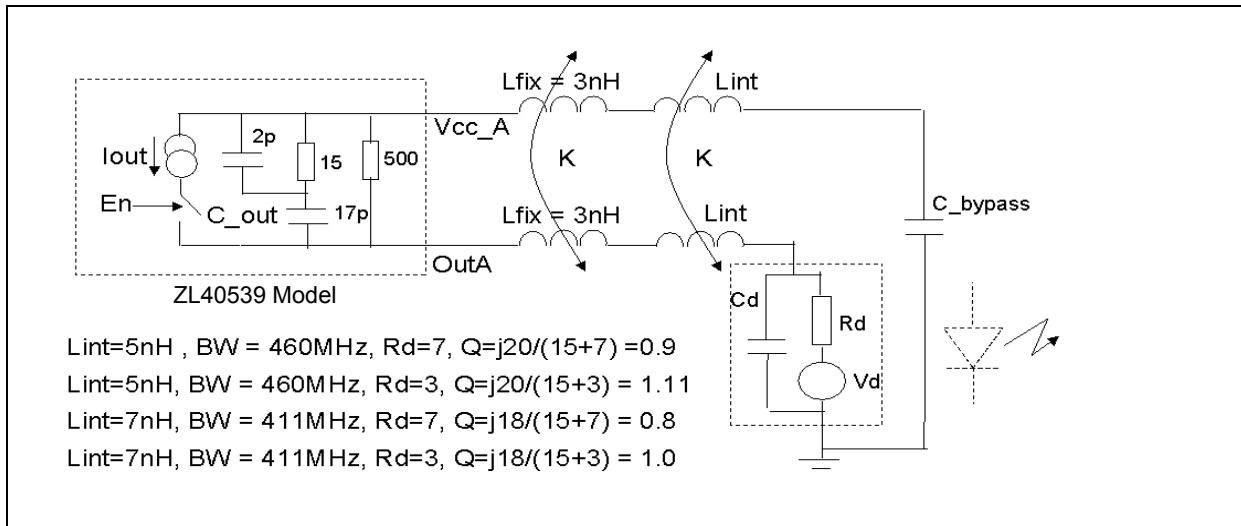 Lfix = 3nH
Lint
Vcc_A
2p
Iout
15
500
K
K
En
C_out
17p
Lfix = 3nH
Lint
C_bypass
OutA
ZL40539 Model
Cd
Rd
Vd
Lint=5nH , BW = 460MHz, Rd=7, Q=j20/(15+7) =0.9
Lint=5nH, BW = 460MHz, Rd=3, Q=j20/(15+3) = 1.11
Lint=7nH, BW = 411MHz, Rd=7, Q=j18/(15+7) = 0.8
Lint=7nH, BW = 411MHz, Rd=3, Q=j18/(15+3) = 1.0